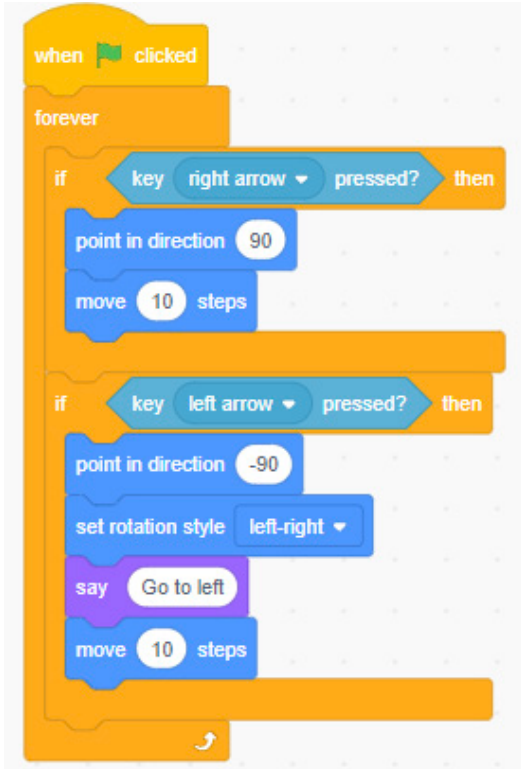 when clicked
forever
if key right arrow pressed? then
point in direction 90
move 10 steps
if key left arrow pressed? then
point in direction -90
set rotation style left-right
say Go to left
move 10 steps